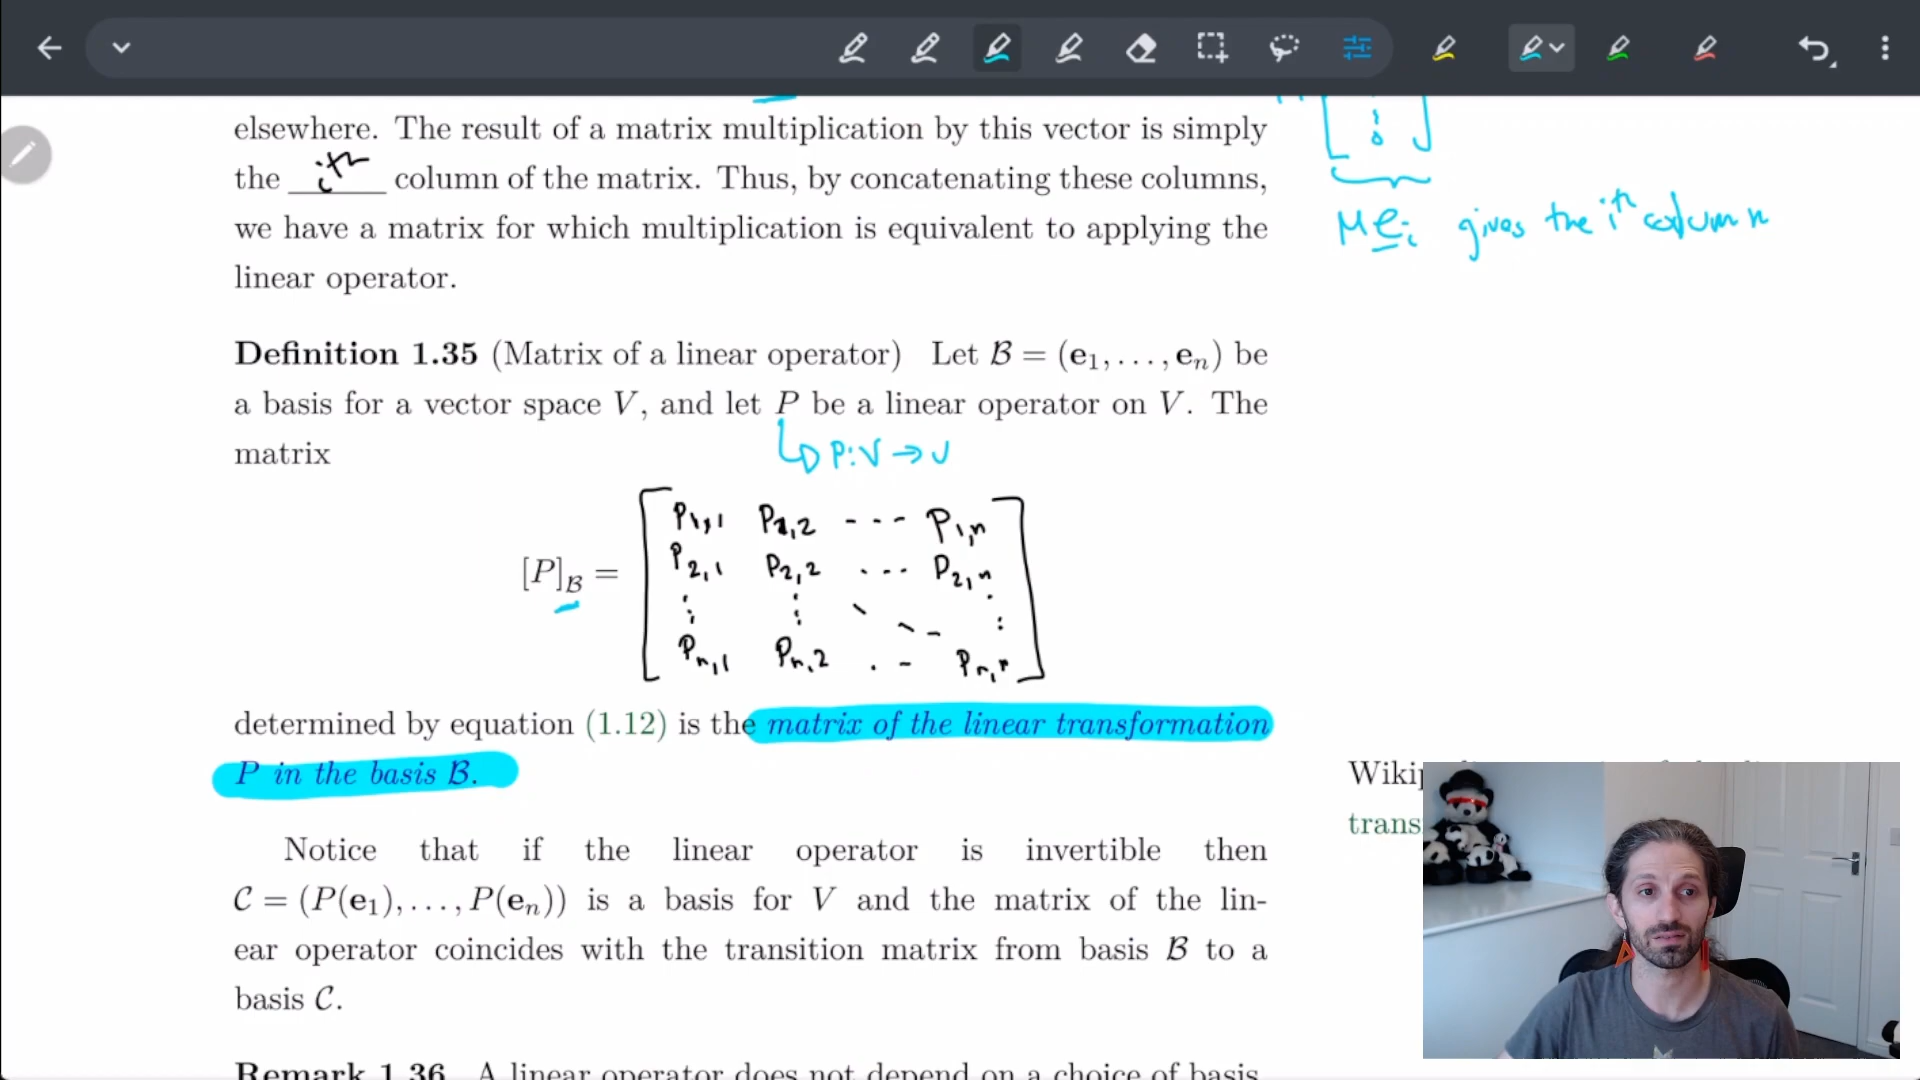 elsewhere. The result of a matrix multiplication by this vector is simply
the ith column of the matrix. Thus, by concatenating these columns,
we have a matrix for which multiplication is equivalent to applying the
linear operator.
M e_i gives the ith column
Definition 1.35 (Matrix of a linear operator) Let ℬ = (e₁, . . . , eₙ) be
a basis for a vector space V, and let P be a linear operator on V. The
matrix
P: V → V
[P]_ℬ =
P1,1 P1,2 - - - P1,n
P2,1 P2,2 ... P2,n
Pn,1 Pn,2 . - Pn,n
determined by equation (1.12) is the matrix of the linear transformation
P in the basis ℬ.
Notice that if the linear operator is invertible then
𝒞 = (P(e₁), . . . , P(eₙ)) is a basis for V and the matrix of the lin-
ear operator coincides with the transition matrix from basis ℬ to a
basis 𝒞.
trans
Remark 1.36 A linear operator does not depend on a choice of basis.